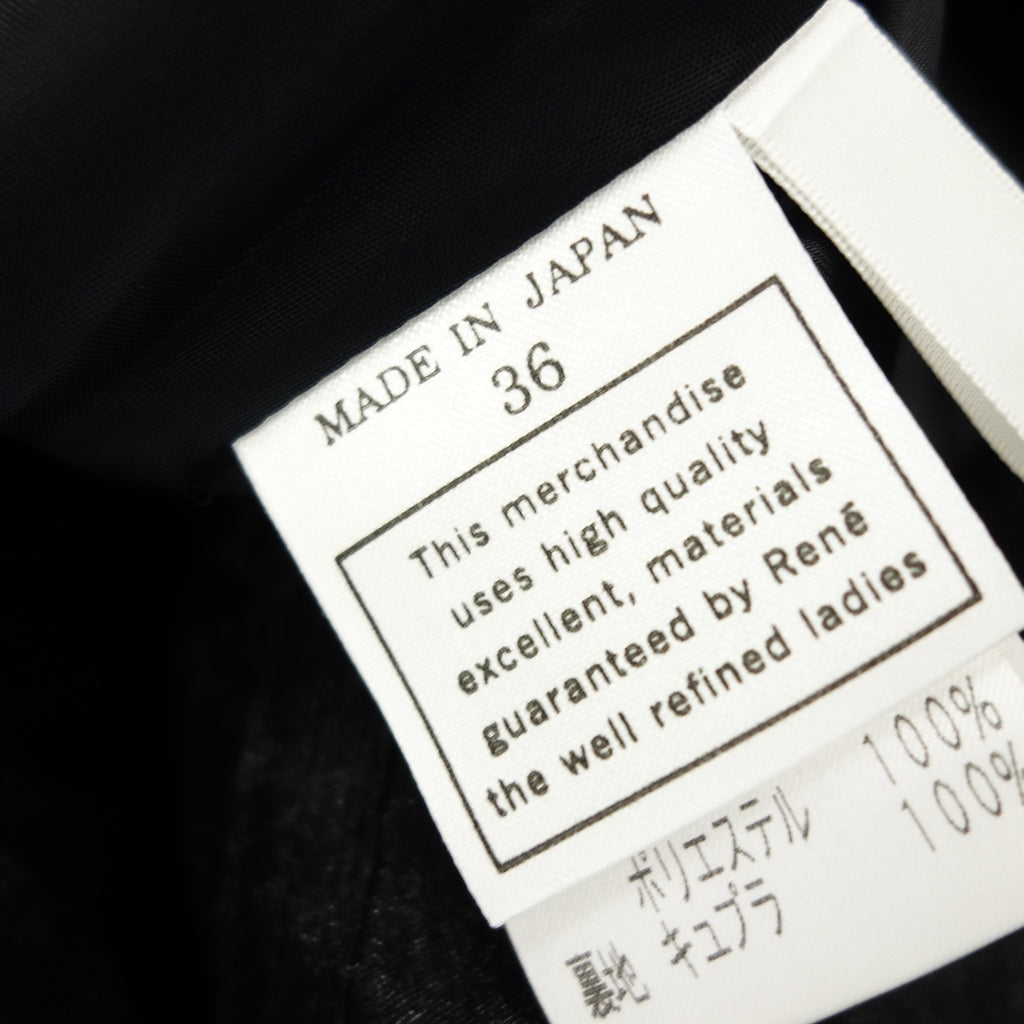 MADE IN JAPAN
36
This merchandise
uses high quality
excellent, materials
guaranteed by René
the well refined ladies
ポリエステル 100%
裏地 キュプラ 100%